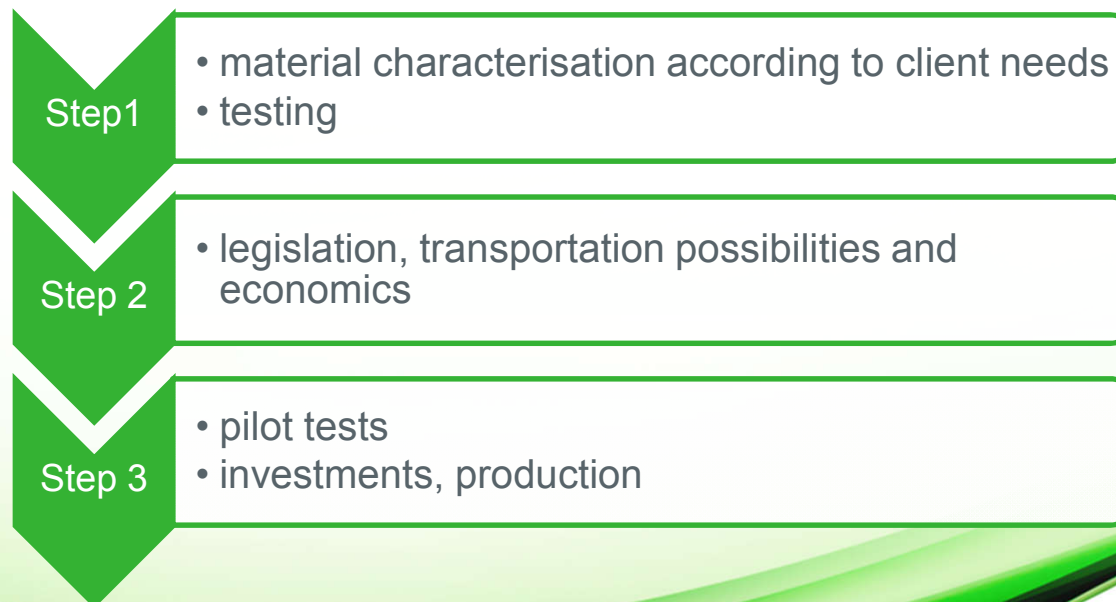 Step1
• material characterisation according to client needs
• testing
Step 2
• legislation, transportation possibilities and
economics
Step 3
• pilot tests
• investments, production